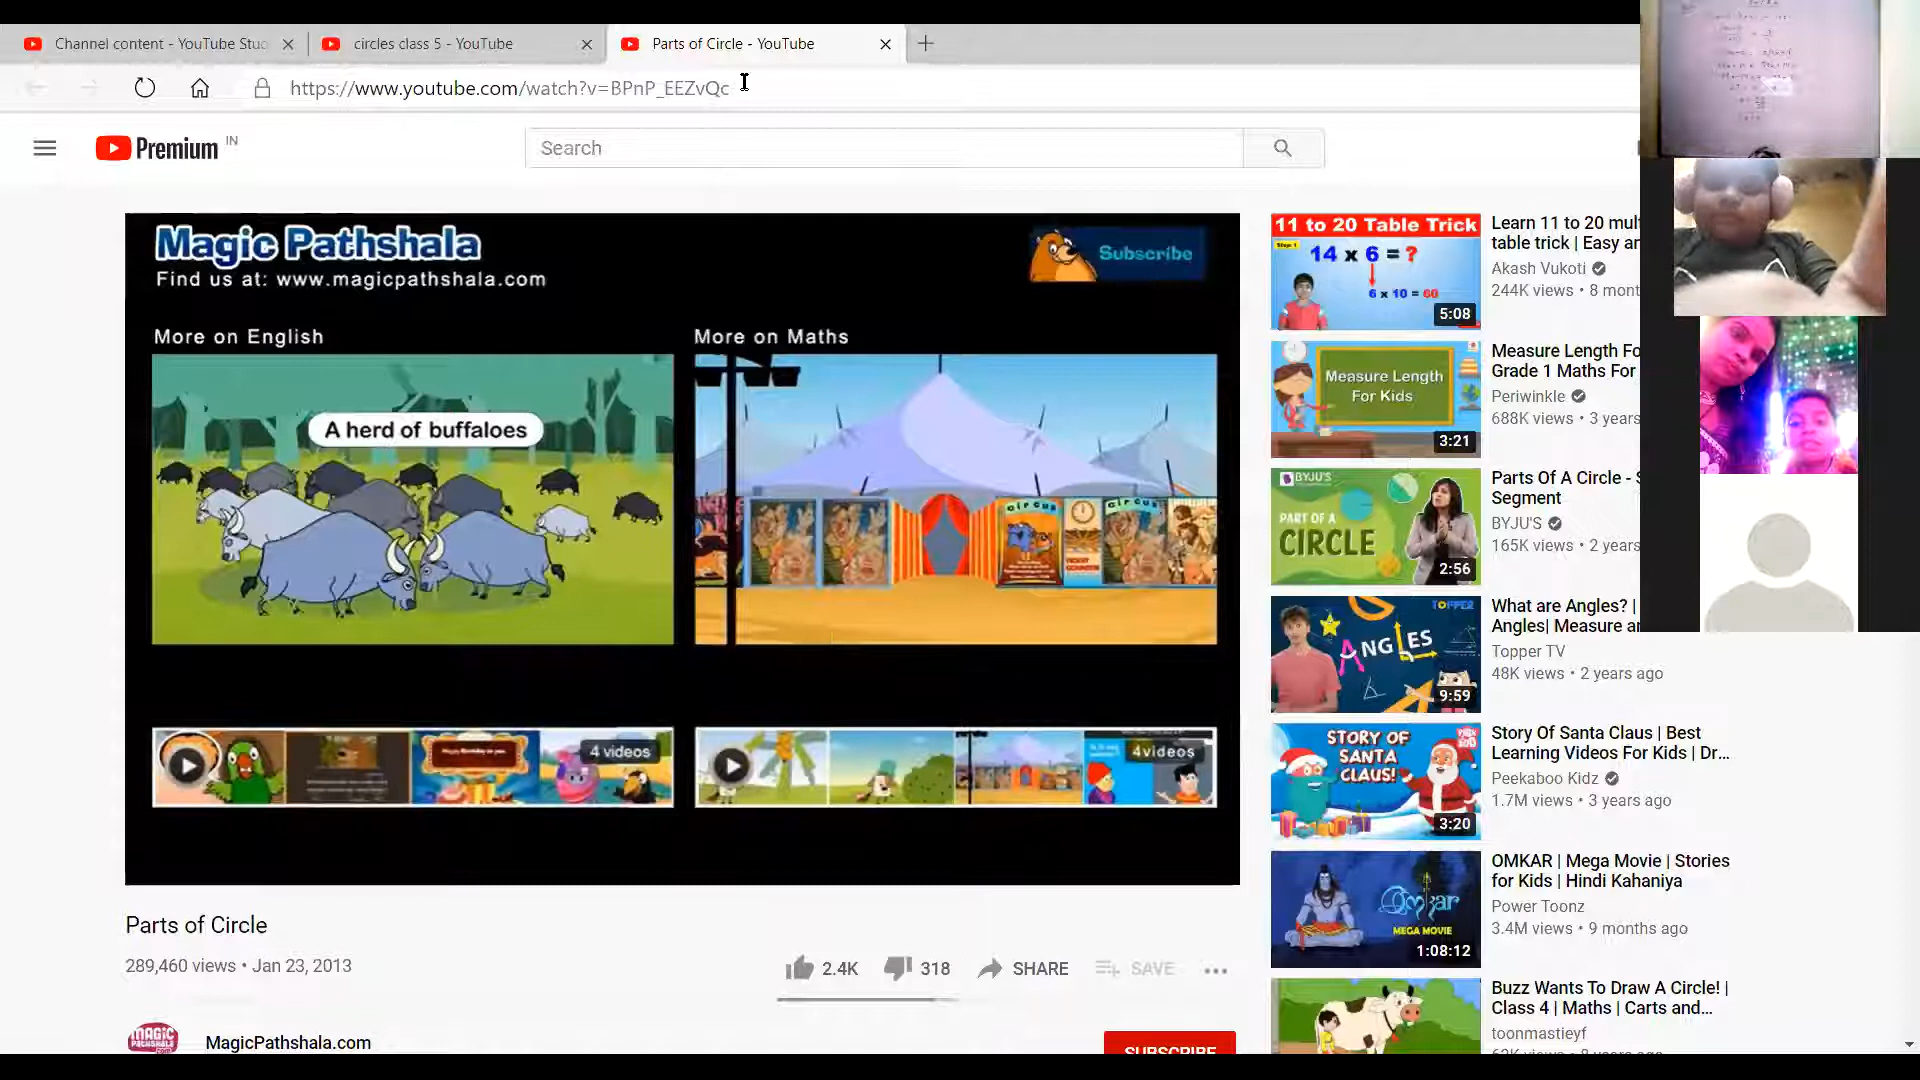 Channel content - YouTube Stu
circles class 5 - YouTube
Parts of Circle - YouTube
https://www.youtube.com/watch?v=BPnP_EEZvQc
Premium IN
Search
Magic Pathshala
Find us at: www.magicpathshala.com
Subscribe
More on English
More on Maths
A herd of buffaloes
CIRCUS
CIRCUS
4 videos
4videos
Parts of Circle
289,460 views • Jan 23, 2013
2.4K
318
SHARE
SAVE
MAGIC
PATHSHALA
MagicPathshala.com
SUBSCRIBE
11 to 20 Table Trick
Step 1
14 x 6 = ?
6 x 10 = 60
5:08
Learn 11 to 20 mul
table trick | Easy a
Akash Vukoti
244K views • 8 mont
Measure Length
For Kids
3:21
Measure Length Fo
Grade 1 Maths For
Periwinkle
688K views • 3 years
BYJU'S
PART OF A
CIRCLE
2:56
Parts Of A Circle -
Segment
BYJU'S
165K views • 2 years
TOPPER
ANGLES
9:59
What are Angles? |
Angles| Measure a
Topper TV
48K views • 2 years ago
STORY OF
SANTA
CLAUS!
3:20
Story Of Santa Claus | Best
Learning Videos For Kids | Dr...
Peekaboo Kidz
1.7M views • 3 years ago
MEGA MOVIE
1:08:12
OMKAR | Mega Movie | Stories
for Kids | Hindi Kahaniya
Power Toonz
3.4M views • 9 months ago
Buzz Wants To Draw A Circle! |
Class 4 | Maths | Carts and...
toonmastieyf